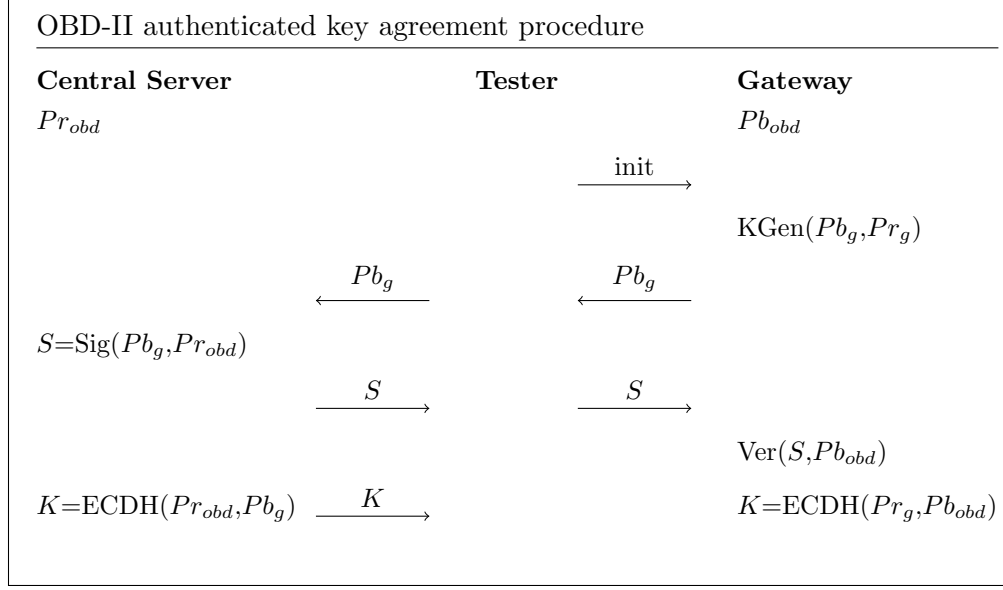 OBD-II authenticated key agreement procedure
Central Server Tester Gateway
Pr_obd Pb_obd
init
KGen(Pb_g,Pr_g)
Pb_g Pb_g
S=Sig(Pb_g,Pr_obd)
S S
Ver(S,Pb_obd)
K=ECDH(Pr_obd,Pb_g) K K=ECDH(Pr_g,Pb_obd)